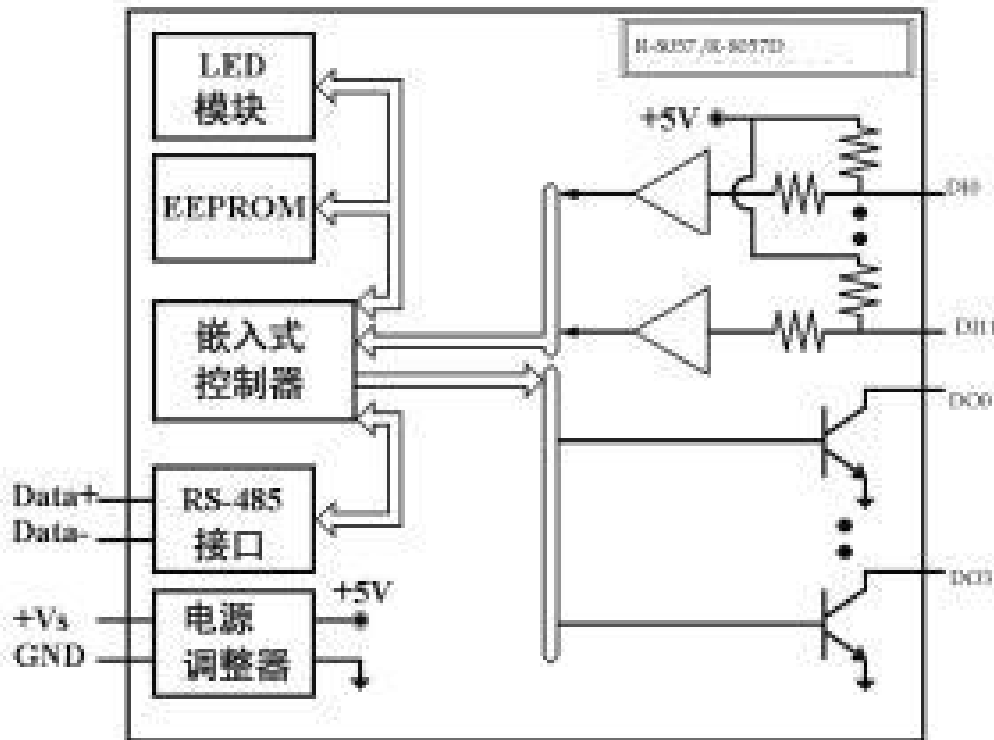 LED
模块
EEPROM
嵌入式
控制器
RS-485
接口
电源
调整器
Data+
Data-
+Vs
GND
+5V
+5V
DI0
DI11
DO0
DO3